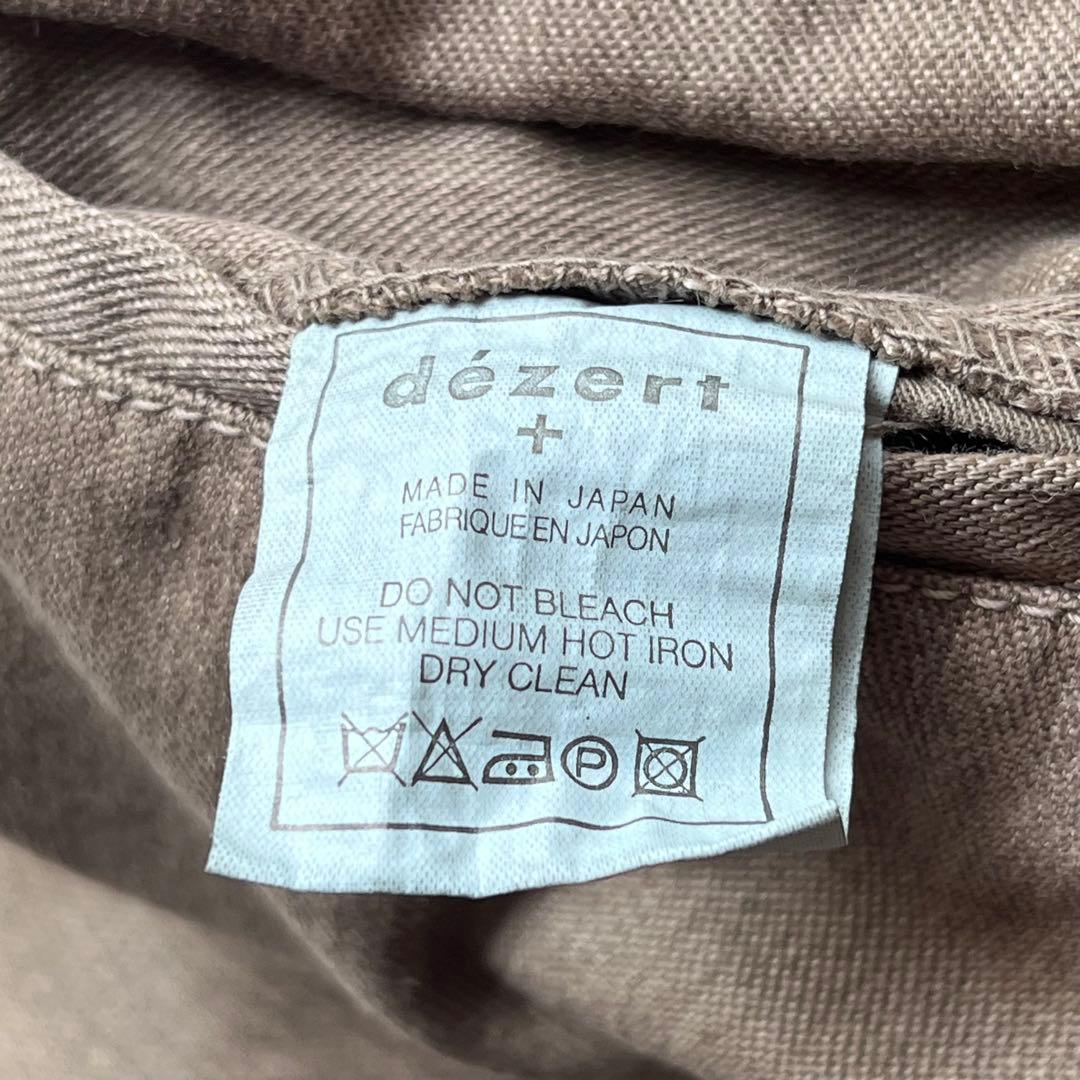 dézert
+
MADE IN JAPAN
FABRIQUE EN JAPON
DO NOT BLEACH
USE MEDIUM HOT IRON
DRY CLEAN
P